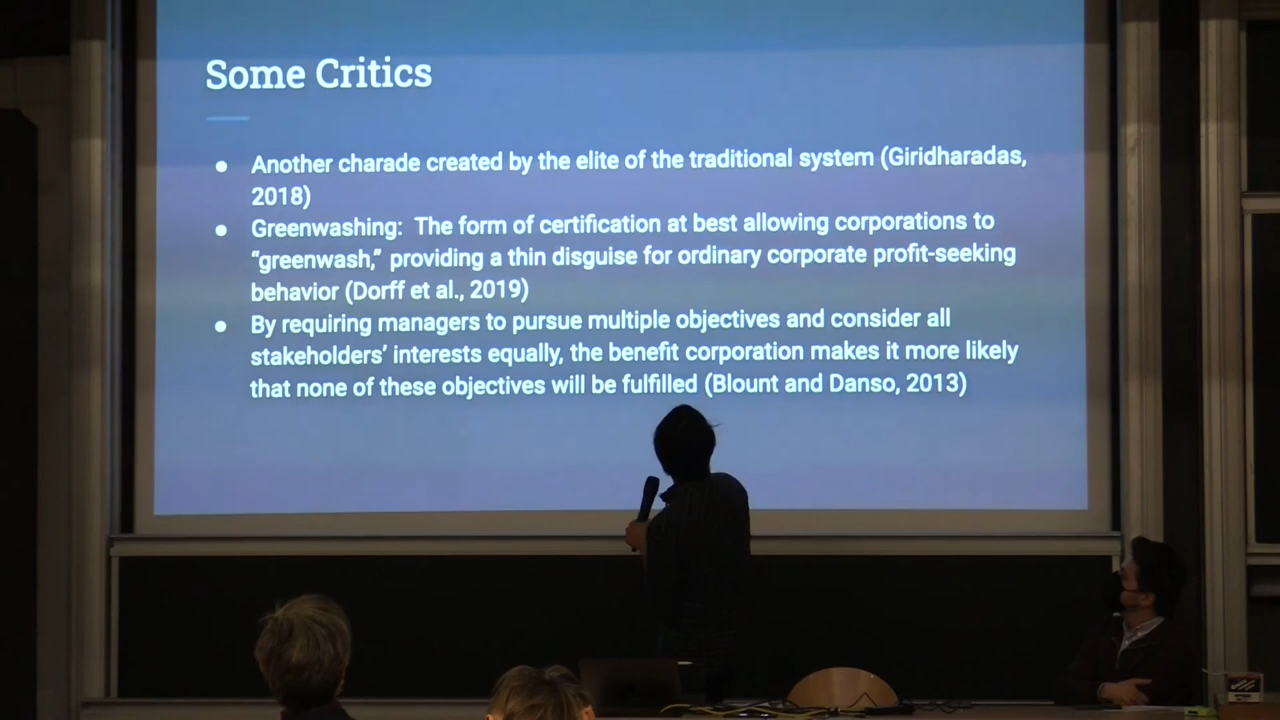 Some Critics
● Another charade created by the elite of the traditional system (Giridharadas,
2018)
● Greenwashing: The form of certification at best allowing corporations to
“greenwash,” providing a thin disguise for ordinary corporate profit-seeking
behavior (Dorff et al., 2019)
● By requiring managers to pursue multiple objectives and consider all
stakeholders’ interests equally, the benefit corporation makes it more likely
that none of these objectives will be fulfilled (Blount and Danso, 2013)